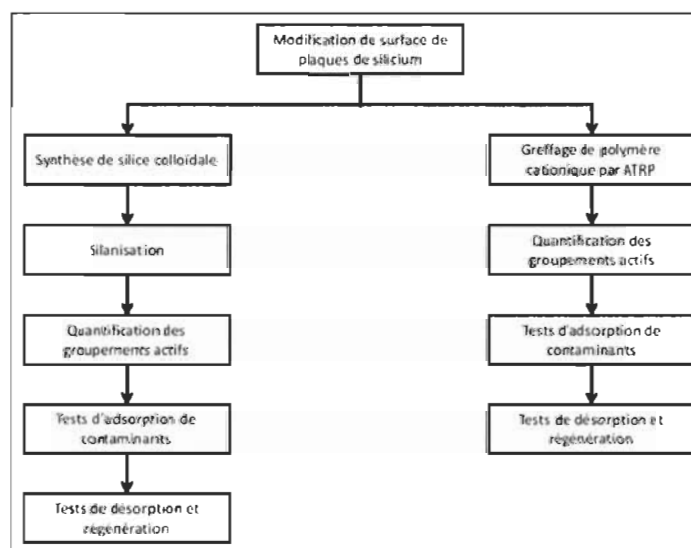 Modification de surface de
plaques de silicium
Synthèse de silice colloïdale
Greffage de polymère
cationique par ATRP
Silanisation
Quantification des
groupements actifs
Quantification des
groupements actifs
Tests d'adsorption de
contaminants
Tests d'adsorption de
contaminants
Tests de désorption et
régénération
Tests de désorption et
régénération